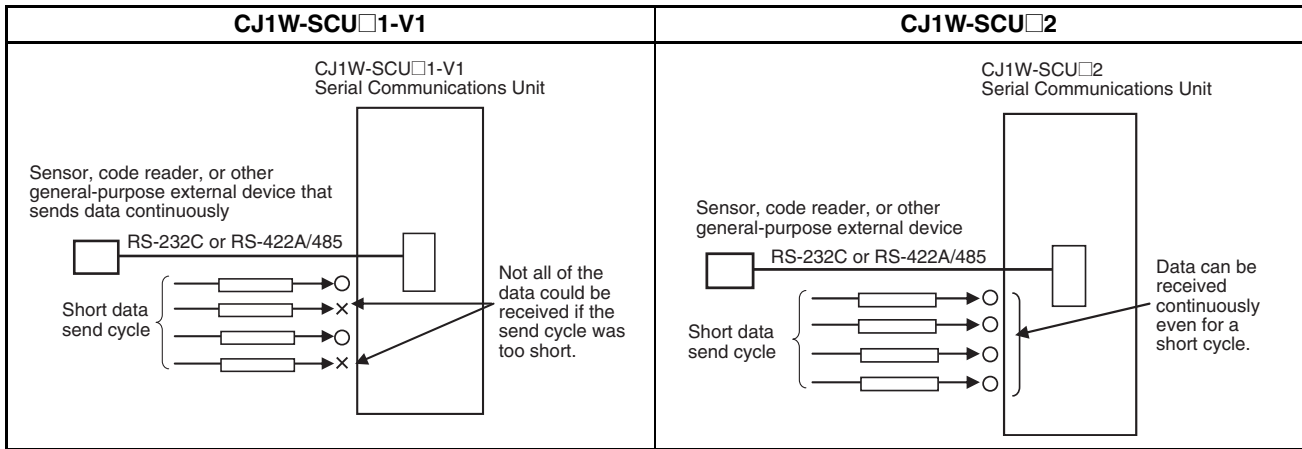 CJ1W-SCU□1-V1
CJ1W-SCU□1-V1
Serial Communications Unit
Sensor, code reader, or other
general-purpose external device that
sends data continuously
RS-232C or RS-422A/485
Short data
send cycle
Not all of the
data could be
received if the
send cycle was
too short.
CJ1W-SCU□2
CJ1W-SCU□2
Serial Communications Unit
Sensor, code reader, or other
general-purpose external device
RS-232C or RS-422A/485
Short data
send cycle
Data can be
received
continuously
even for a
short cycle.